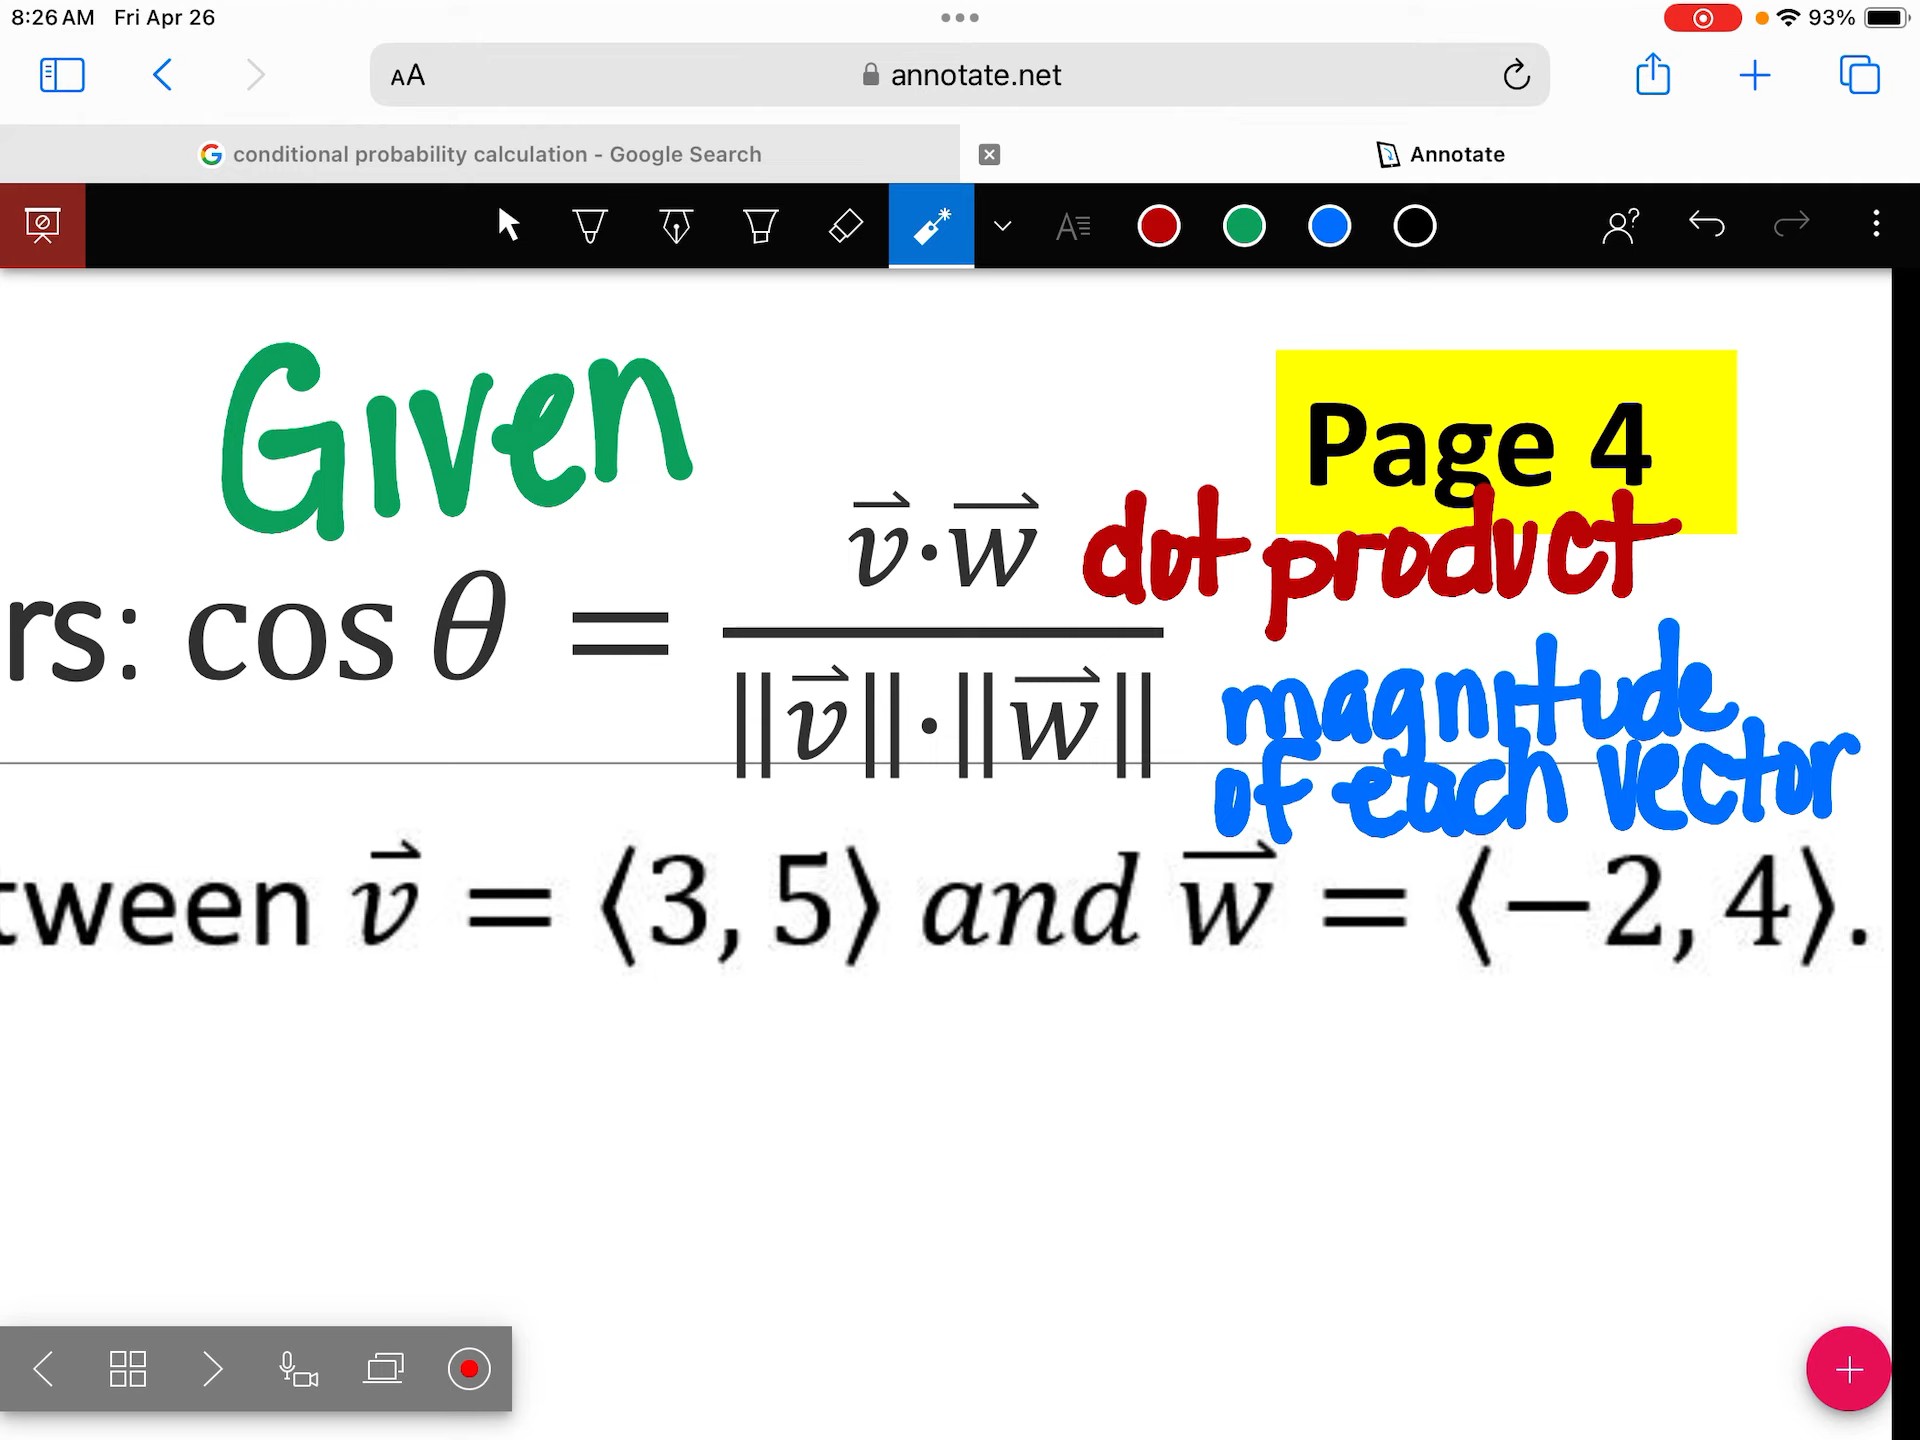 8:26 AM Fri Apr 26 93%
AA annotate.net
conditional probability calculation - Google Search Annotate
Given
Page 4
rs: cos θ = v⃗·w⃗ / ||v⃗||·||w⃗||
dot product
magnitude
of each vector
tween v⃗ = ⟨3, 5⟩ and w⃗ = ⟨−2, 4⟩.